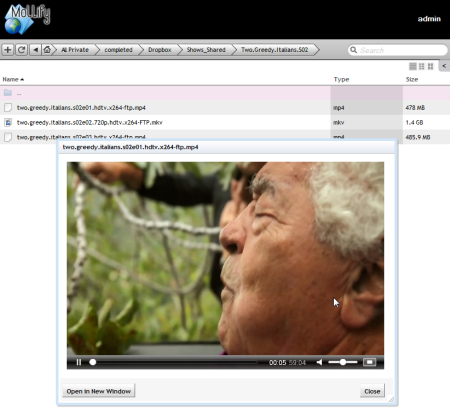 Mollify
admin
Al Private
completed
Dropbox
Shows_Shared
Two.Greedy.Italians.S02
Search
Name
Type
Size
..
two.greedy.italians.s02e01.hdtv.x264-ftp.mp4
mp4
478 MB
two.greedy.italians.s02e02.720p.hdtv.x264-FTP.mkv
mkv
1.4 GB
two.greedy.italians.s02e03.hdtv.x264-ftp.mp4
mp4
485.9 MB
two.greedy.italians.s02e01.hdtv.x264-ftp.mp4
00:05 59:04
Open in New Window
Close